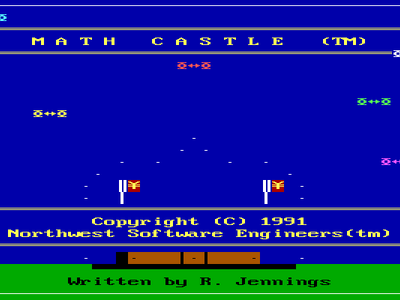 MATH CASTLE (TM)
Copyright (C) 1991
Northwest Software Engineers(tm)
Written by R. Jennings